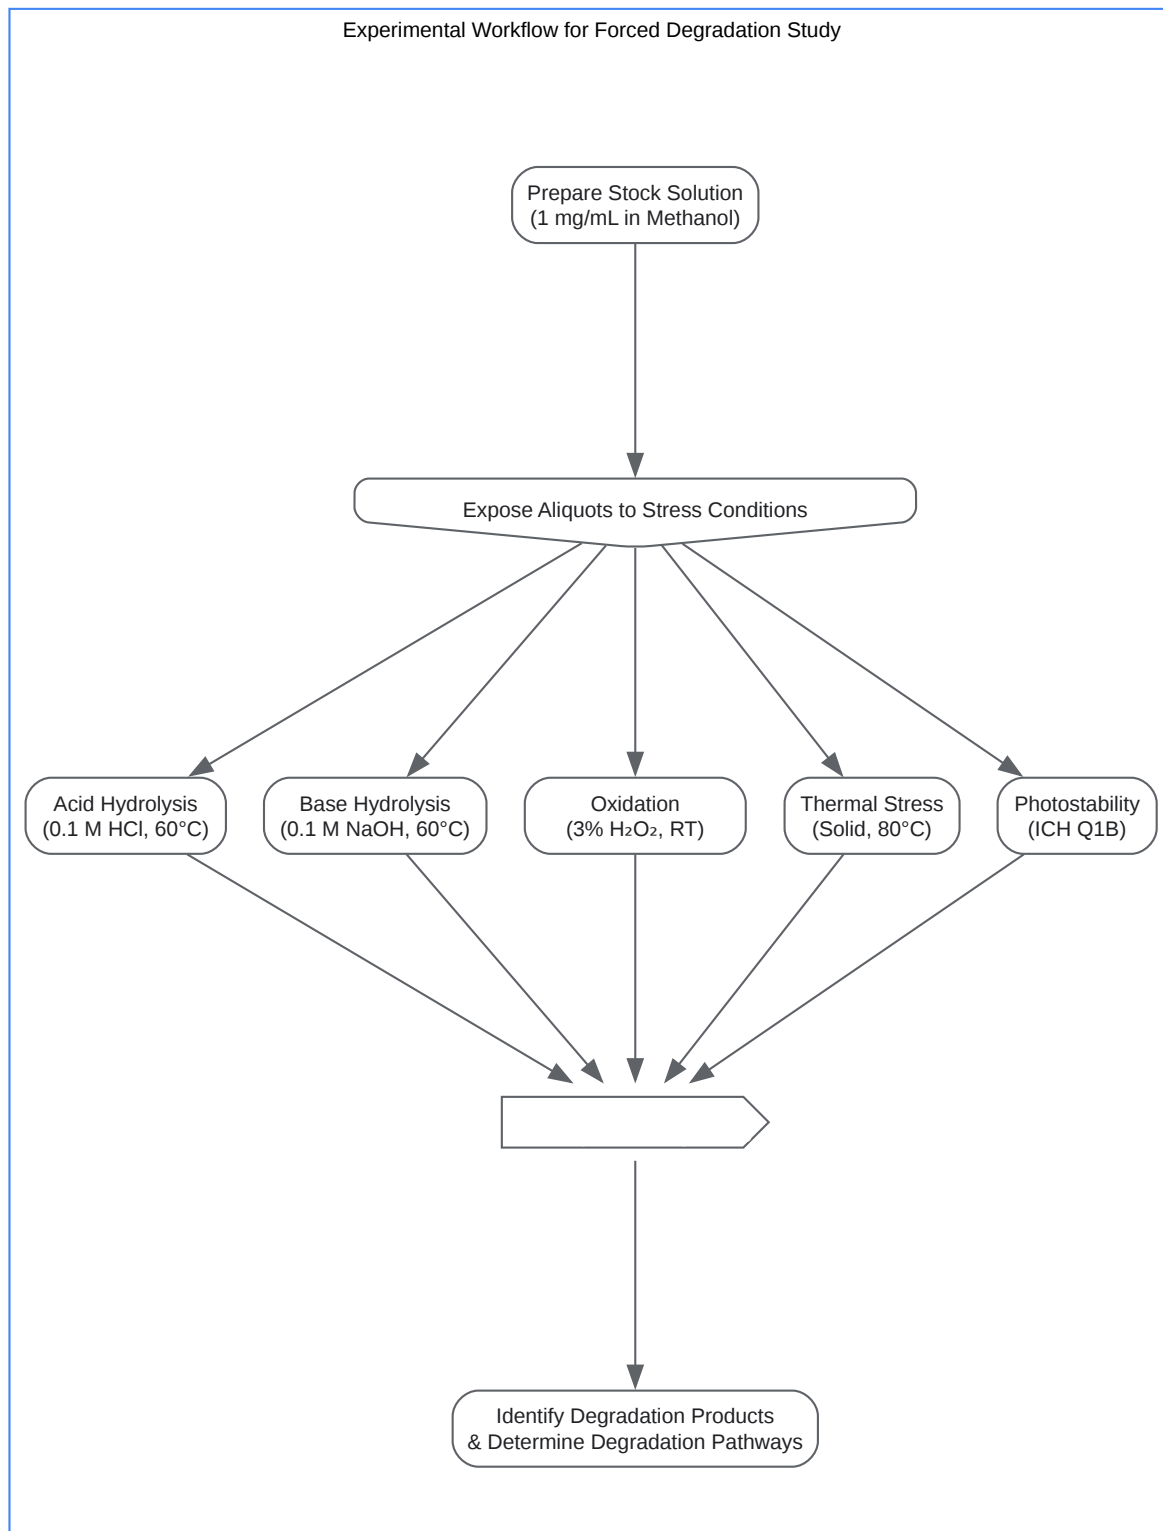 Experimental Workflow for Forced Degradation Study
Prepare Stock Solution
(1 mg/mL in Methanol)
Expose Aliquots to Stress Conditions
Acid Hydrolysis
(0.1 M HCl, 60°C)
Base Hydrolysis
(0.1 M NaOH, 60°C)
Oxidation
(3% H₂O₂, RT)
Thermal Stress
(Solid, 80°C)
Photostability
(ICH Q1B)
Identify Degradation Products
& Determine Degradation Pathways